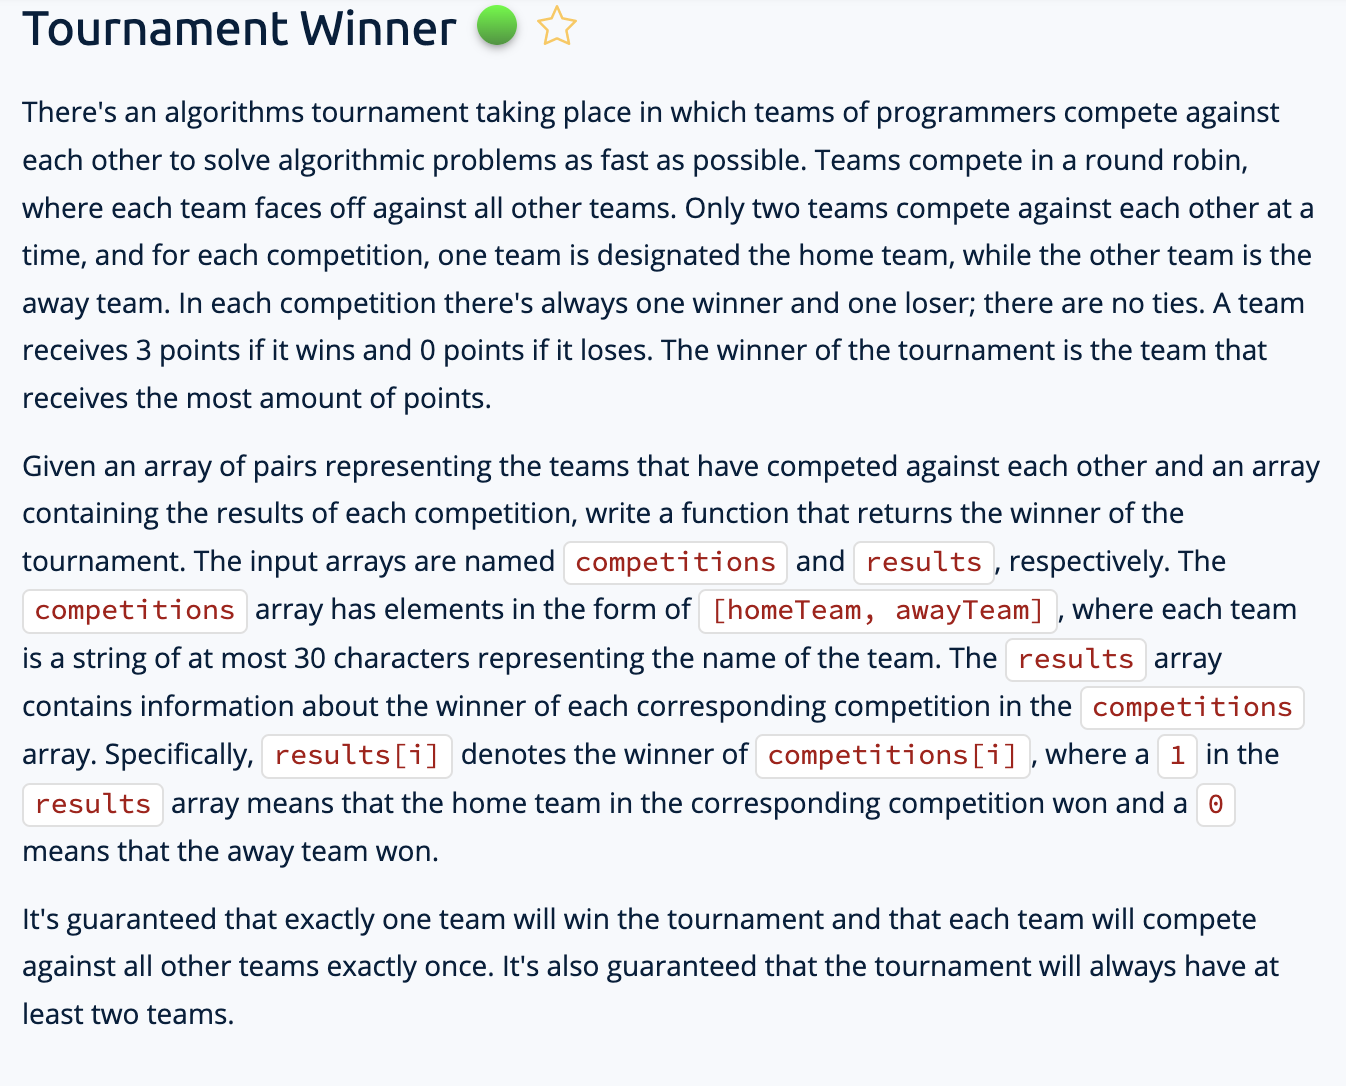 Tournament Winner
There's an algorithms tournament taking place in which teams of programmers compete against
each other to solve algorithmic problems as fast as possible. Teams compete in a round robin,
where each team faces off against all other teams. Only two teams compete against each other at a
time, and for each competition, one team is designated the home team, while the other team is the
away team. In each competition there's always one winner and one loser; there are no ties. A team
receives 3 points if it wins and 0 points if it loses. The winner of the tournament is the team that
receives the most amount of points.
Given an array of pairs representing the teams that have competed against each other and an array
containing the results of each competition, write a function that returns the winner of the
tournament. The input arrays are named competitions and results, respectively. The
competitions array has elements in the form of [homeTeam, awayTeam], where each team
is a string of at most 30 characters representing the name of the team. The results array
contains information about the winner of each corresponding competition in the competitions
array. Specifically, results[i] denotes the winner of competitions[i], where a 1 in the
results array means that the home team in the corresponding competition won and a 0
means that the away team won.
It's guaranteed that exactly one team will win the tournament and that each team will compete
against all other teams exactly once. It's also guaranteed that the tournament will always have at
least two teams.